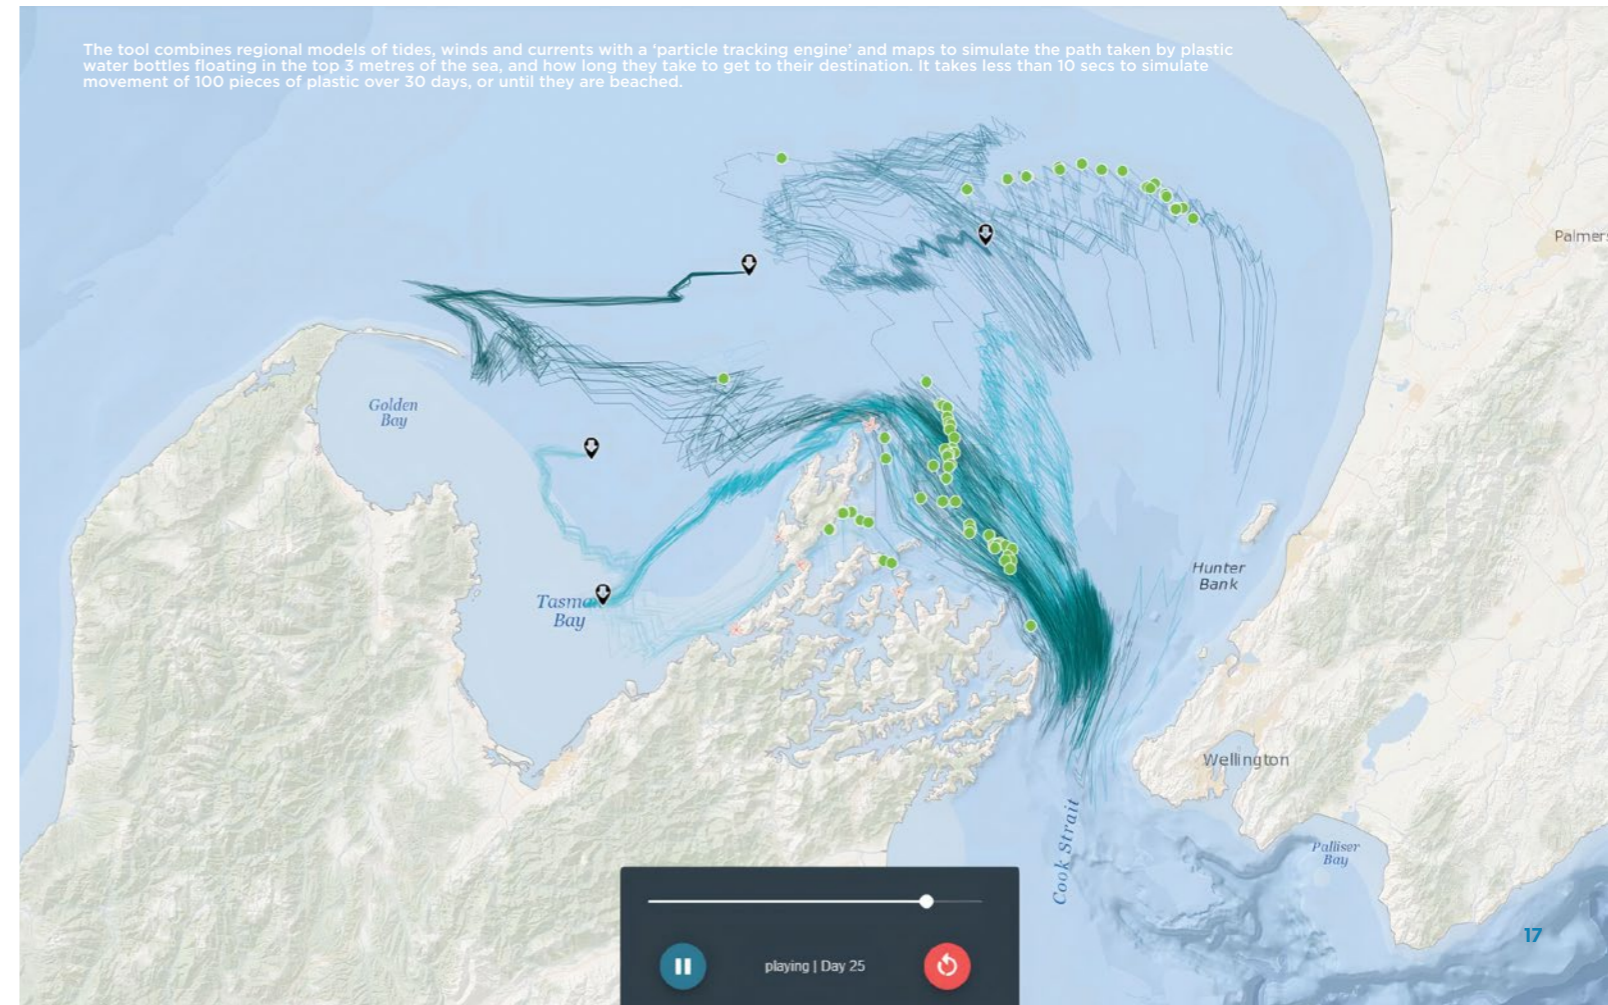 The tool combines regional models of tides, winds and currents with a ‘particle tracking engine’ and maps to simulate the path taken by plastic
water bottles floating in the top 3 metres of the sea, and how long they take to get to their destination. It takes less than 10 secs to simulate
movement of 100 pieces of plastic over 30 days, or until they are beached.
Palmers
Golden
Bay
Hunter
Bank
Tasman
Bay
Wellington
Cook Strait
Palliser
Bay
17
playing | Day 25